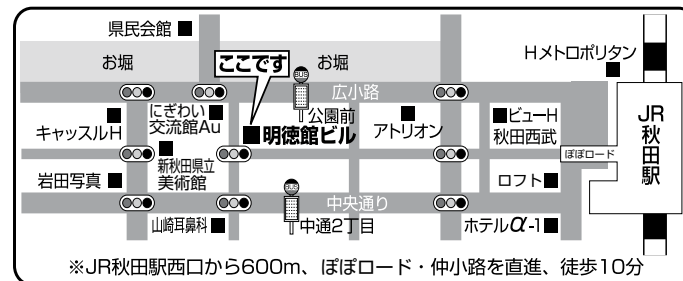 県民会館
お堀
ここです
お堀
Hメトロポリタン
BUS
広小路
キャッスルH
にぎわい
交流館Au
公園前
明徳館ビル
アトリオン
ビューH
秋田西武
JR秋田駅
ぽぽロード
岩田写真
新秋田県立
美術館
ロフト
BUS
中央通り
山崎耳鼻科
中通2丁目
ホテルα-1
※JR秋田駅西口から600m、ぽぽロード・仲小路を直進、徒歩10分